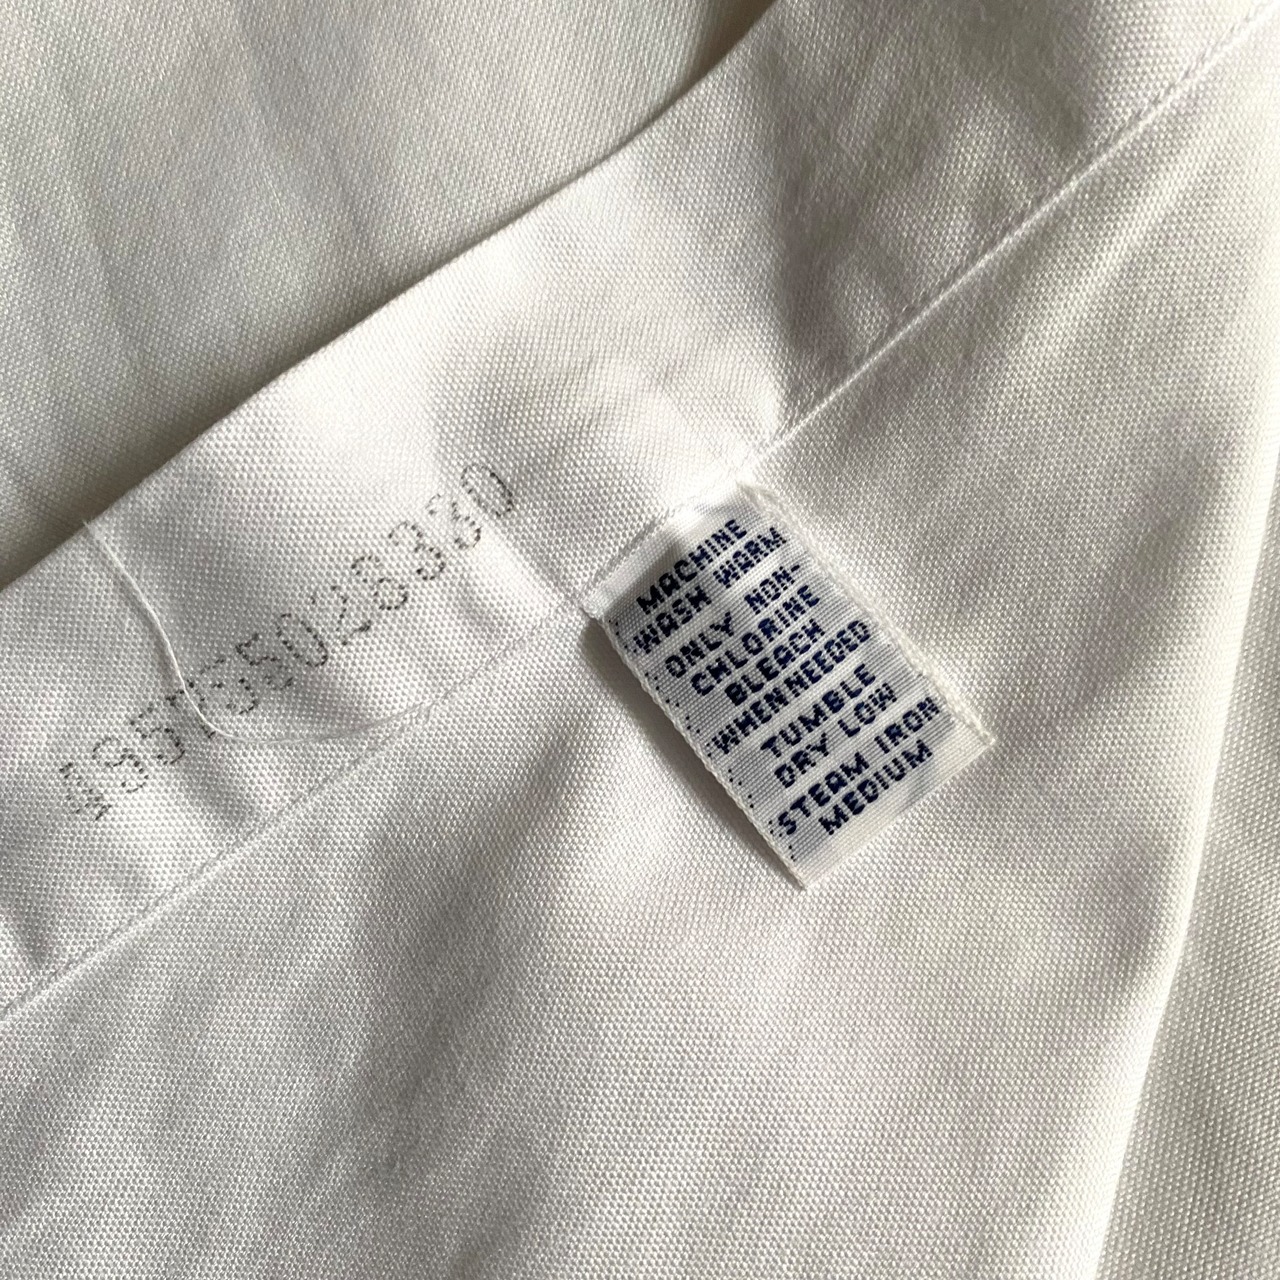 MACHINE
WASH WARM
ONLY NON-
CHLORINE
BLEACH
WHEN NEEDED
TUMBLE
DRY LOW
STEAM IRON
MEDIUM